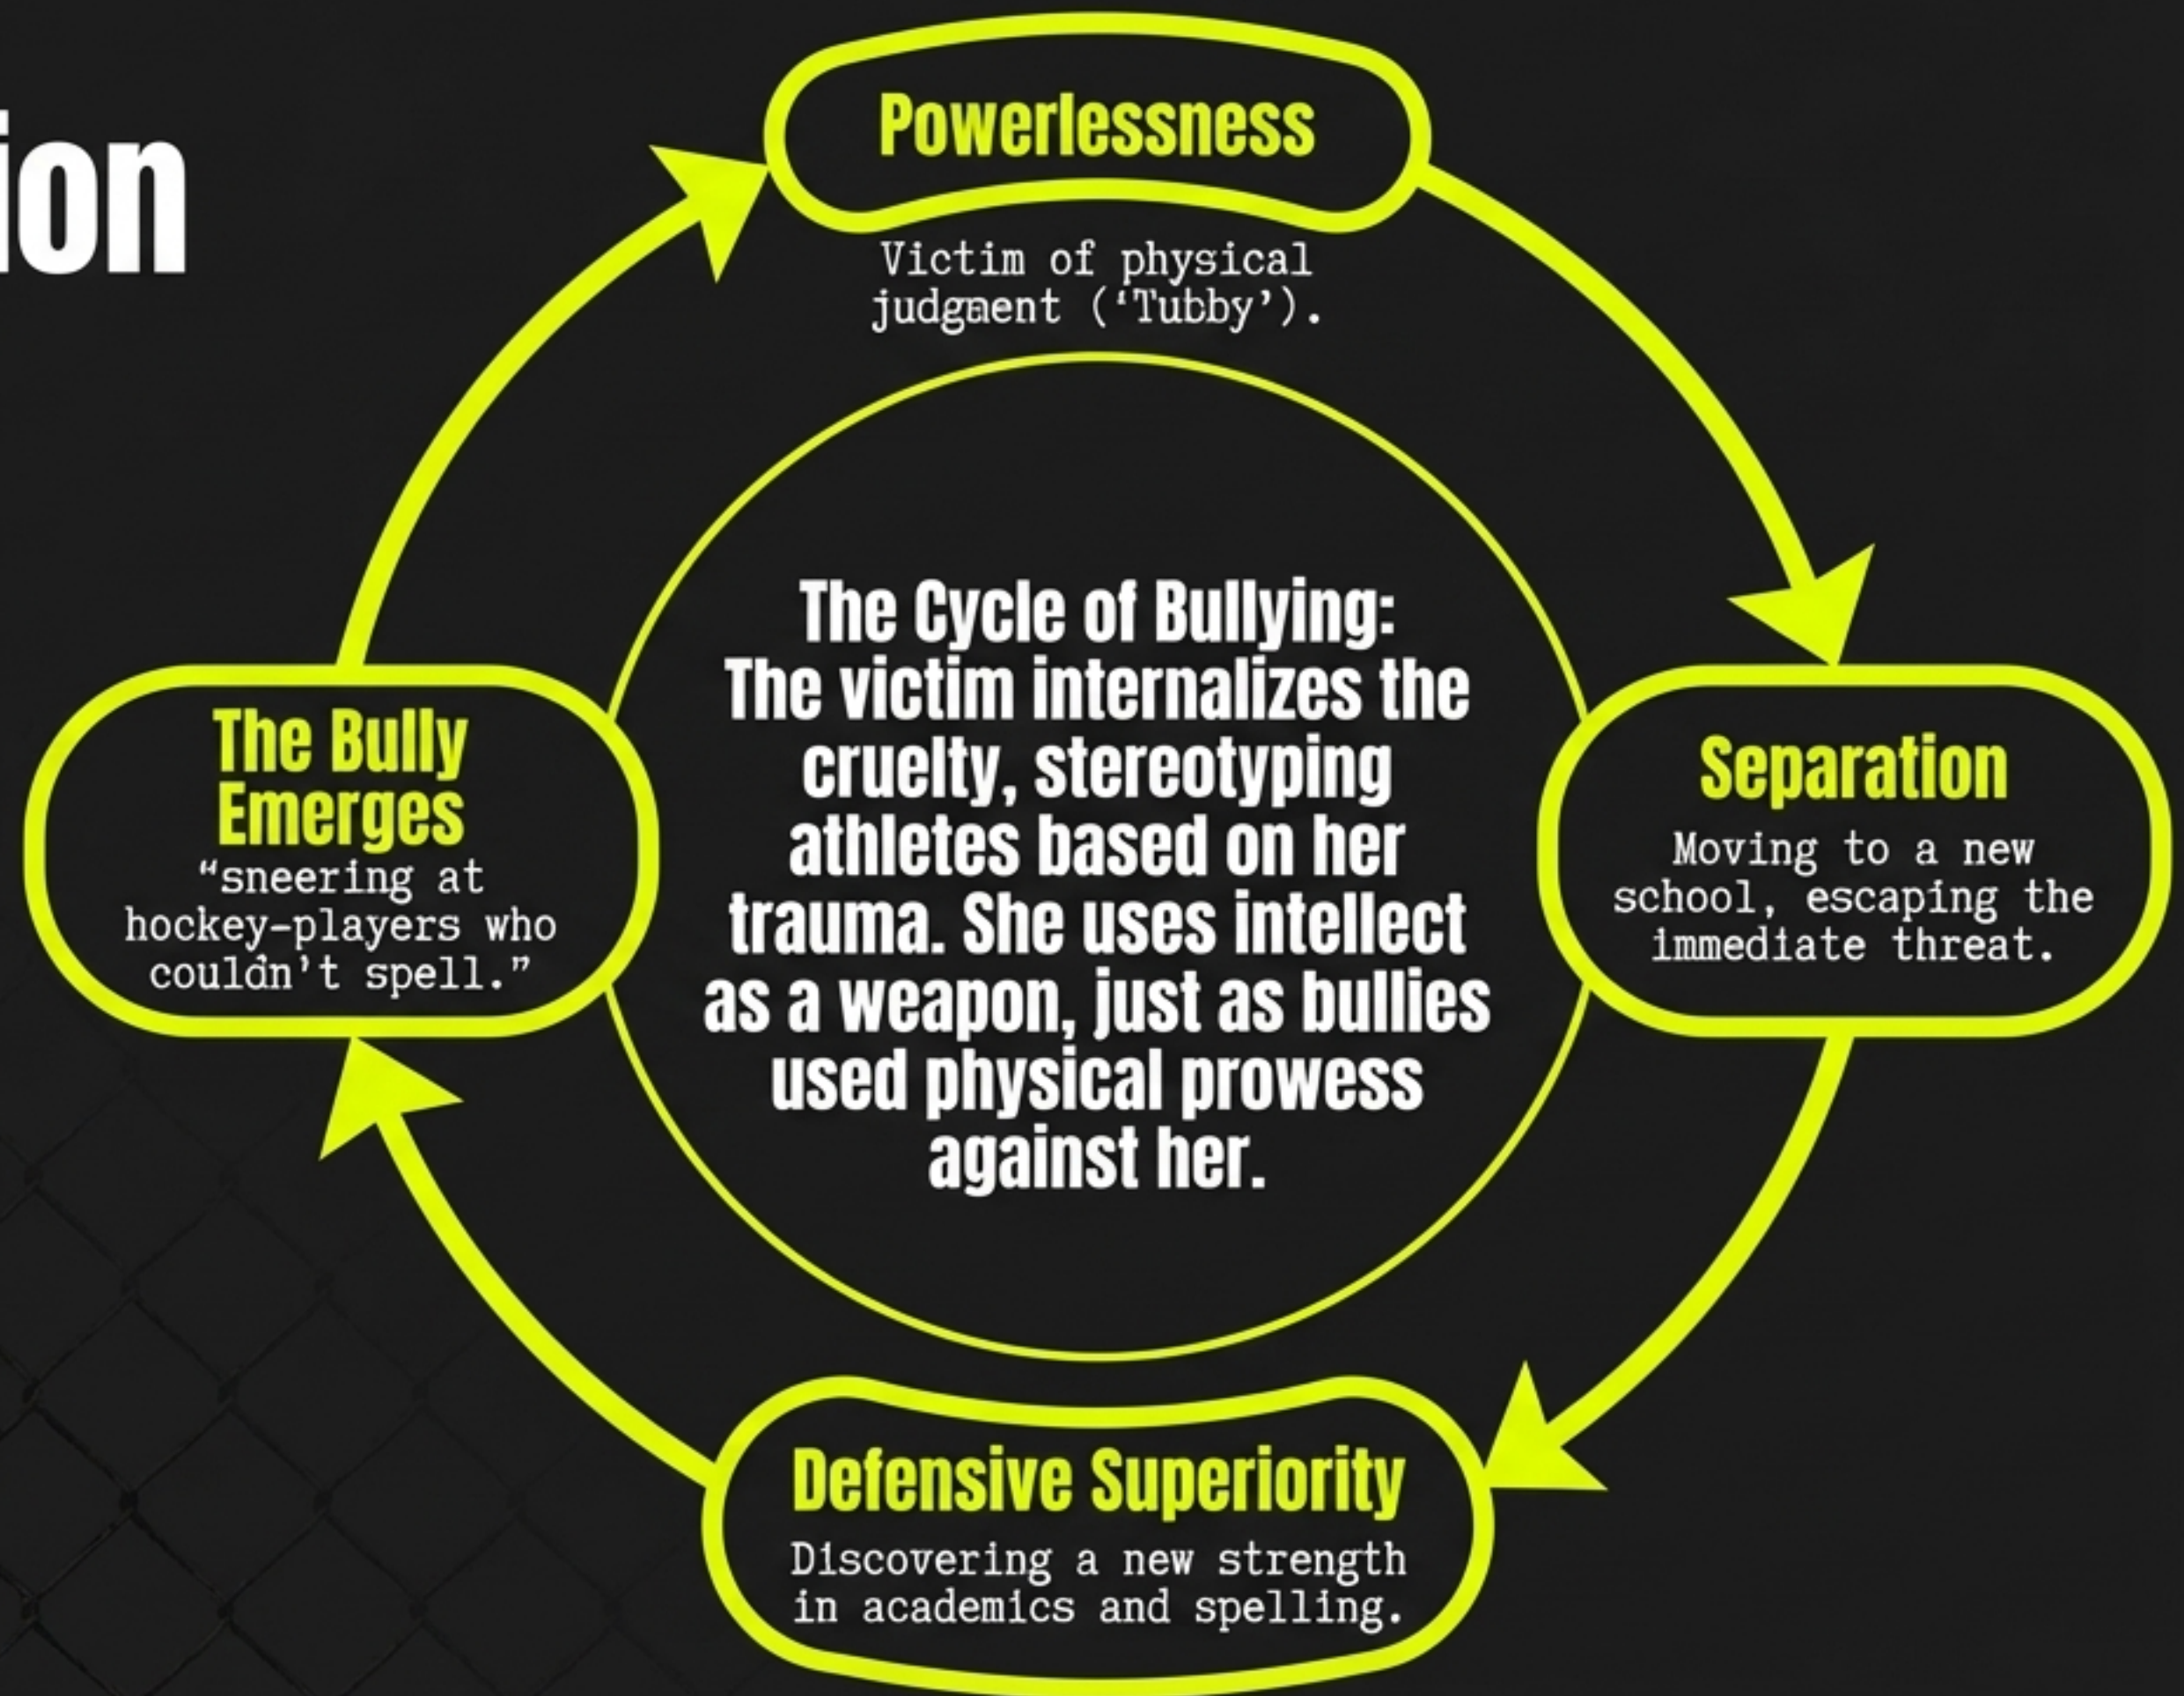 ion
Powerlessness
Victim of physical
judgment (‘Tubby’).
Separation
Moving to a new
school, escaping the
immediate threat.
Defensive Superiority
Discovering a new strength
in academics and spelling.
The Bully
Emerges
“sneering at
hockey-players who
couldn’t spell.”
The Cycle of Bullying:
The victim internalizes the
cruelty, stereotyping
athletes based on her
trauma. She uses intellect
as a weapon, just as bullies
used physical prowess
against her.